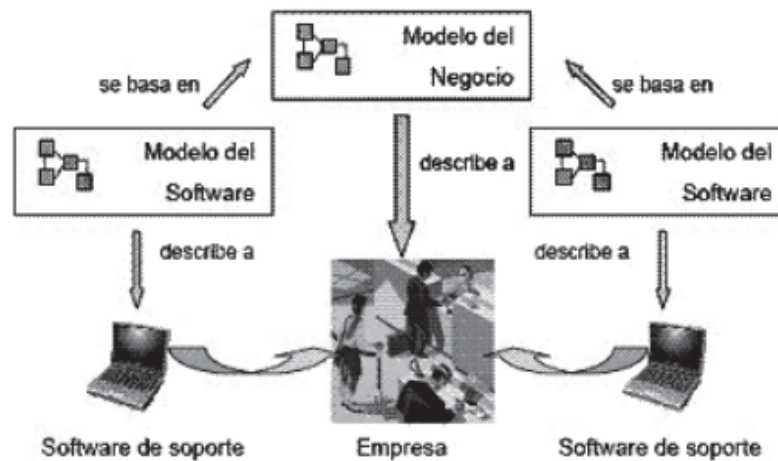 Modelo del
Negocio
se basa en
se basa en
Modelo del
Software
describe a
Modelo del
Software
describe a
describe a
Software de soporte
Empresa
Software de soporte